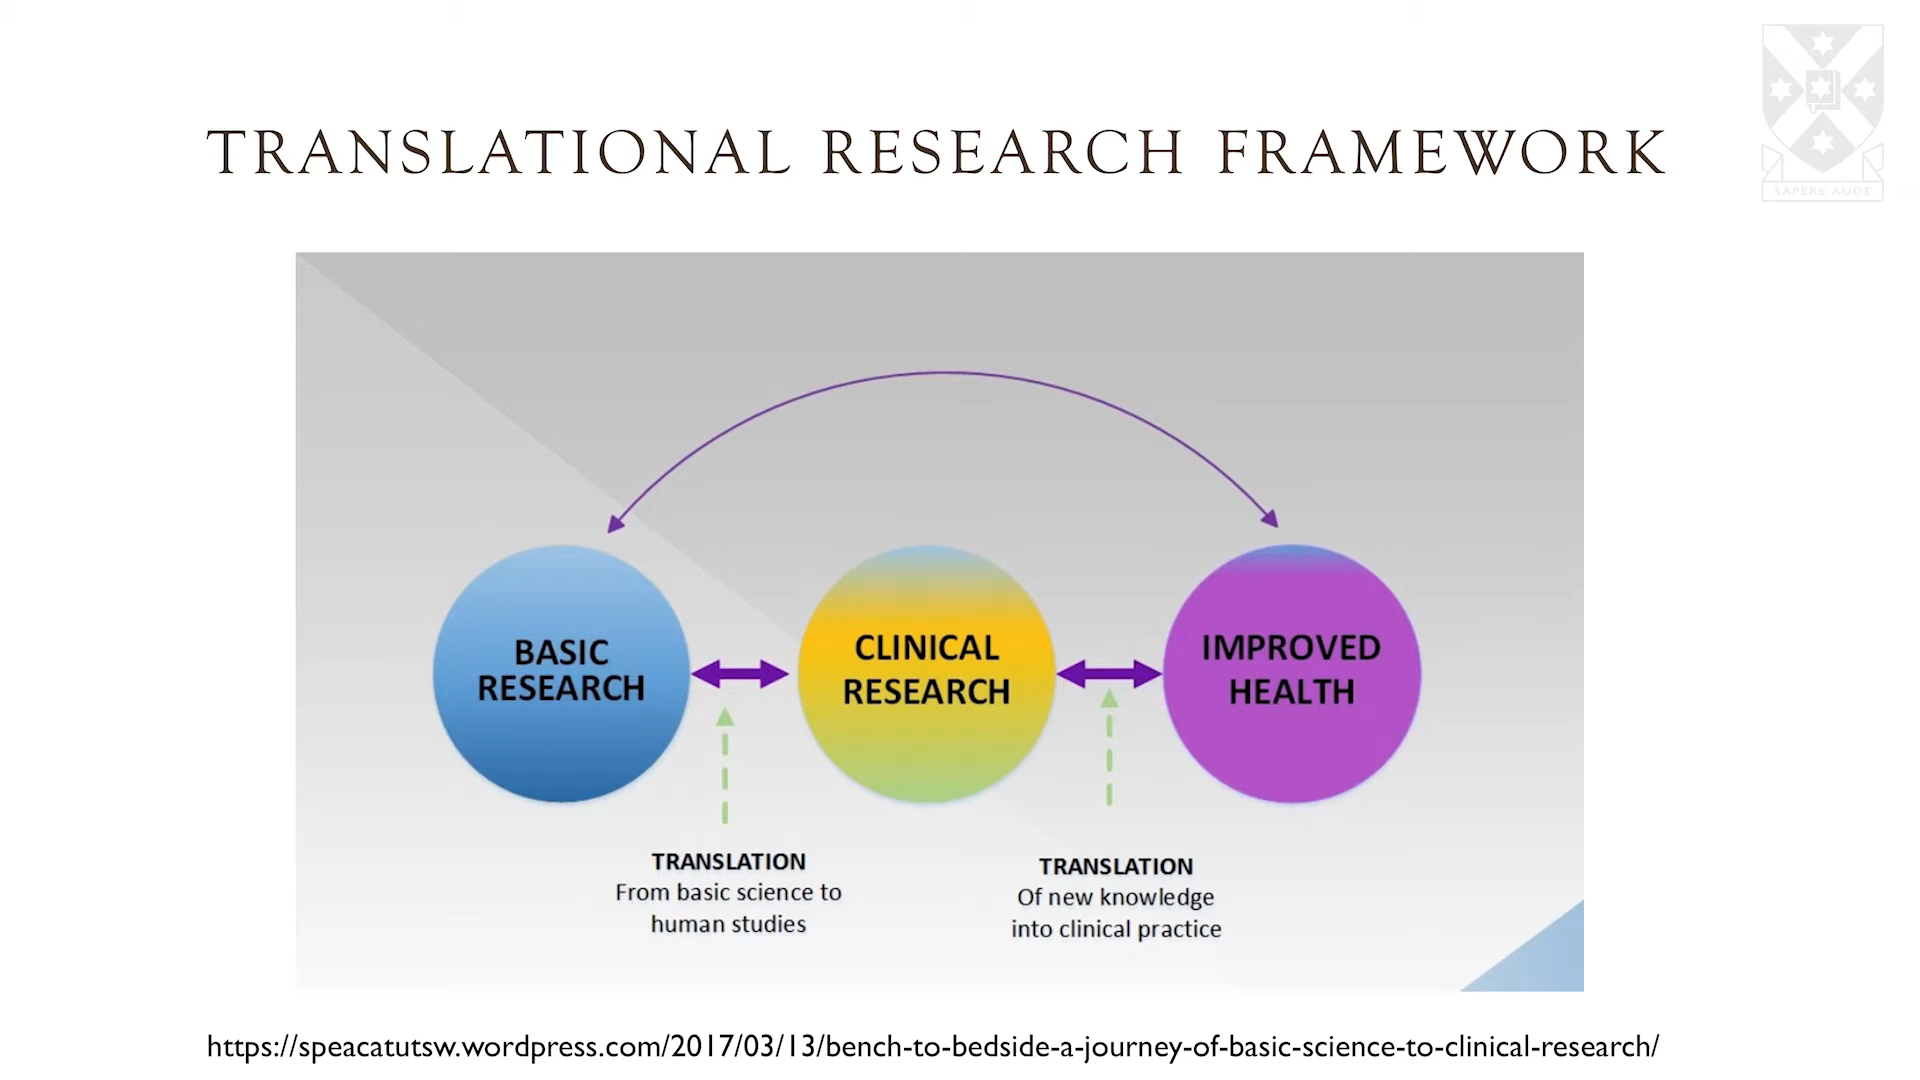 TRANSLATIONAL RESEARCH FRAMEWORK
SAPERE AUDE
BASIC
RESEARCH
CLINICAL
RESEARCH
IMPROVED
HEALTH
TRANSLATION
From basic science to
human studies
TRANSLATION
Of new knowledge
into clinical practice
https://speacatutsw.wordpress.com/2017/03/13/bench-to-bedside-a-journey-of-basic-science-to-clinical-research/